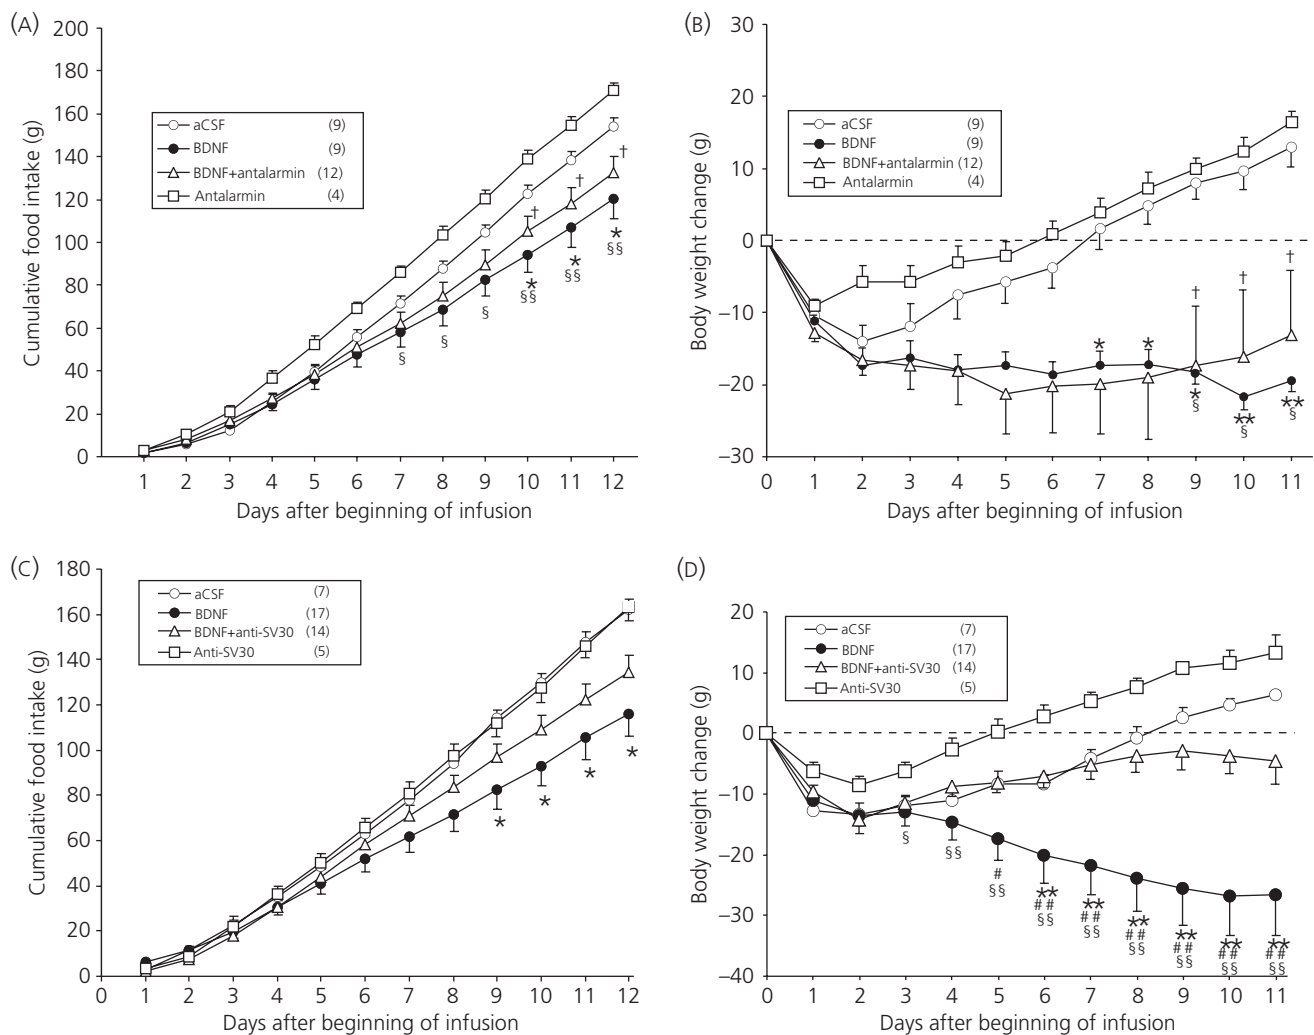 (A)
Cumulative food intake (g)
200
180
160
140
120
100
80
60
40
20
0
aCSF (9)
BDNF (9)
BDNF+antalarmin (12)
Antalarmin (4)
† † †
* * *
§ § § §§ §§ §§
1 2 3 4 5 6 7 8 9 10 11 12
Days after beginning of infusion
(B)
Body weight change (g)
30
20
10
0
−10
−20
−30
aCSF (9)
BDNF (9)
BDNF+antalarmin (12)
Antalarmin (4)
† † †
* * * ** **
§ § §
0 1 2 3 4 5 6 7 8 9 10 11
Days after beginning of infusion
(C)
Cumulative food intake (g)
180
160
140
120
100
80
60
40
20
0
aCSF (7)
BDNF (17)
BDNF+anti-SV30 (14)
Anti-SV30 (5)
* * * *
0 1 2 3 4 5 6 7 8 9 10 11 12
Days after beginning of infusion
(D)
Body weight change (g)
20
10
0
−10
−20
−30
−40
aCSF (7)
BDNF (17)
BDNF+anti-SV30 (14)
Anti-SV30 (5)
** ** ** ** ** **
# ## ## ## ## ## ##
§ §§ §§ §§ §§ §§ §§ §§ §§
0 1 2 3 4 5 6 7 8 9 10 11
Days after beginning of infusion